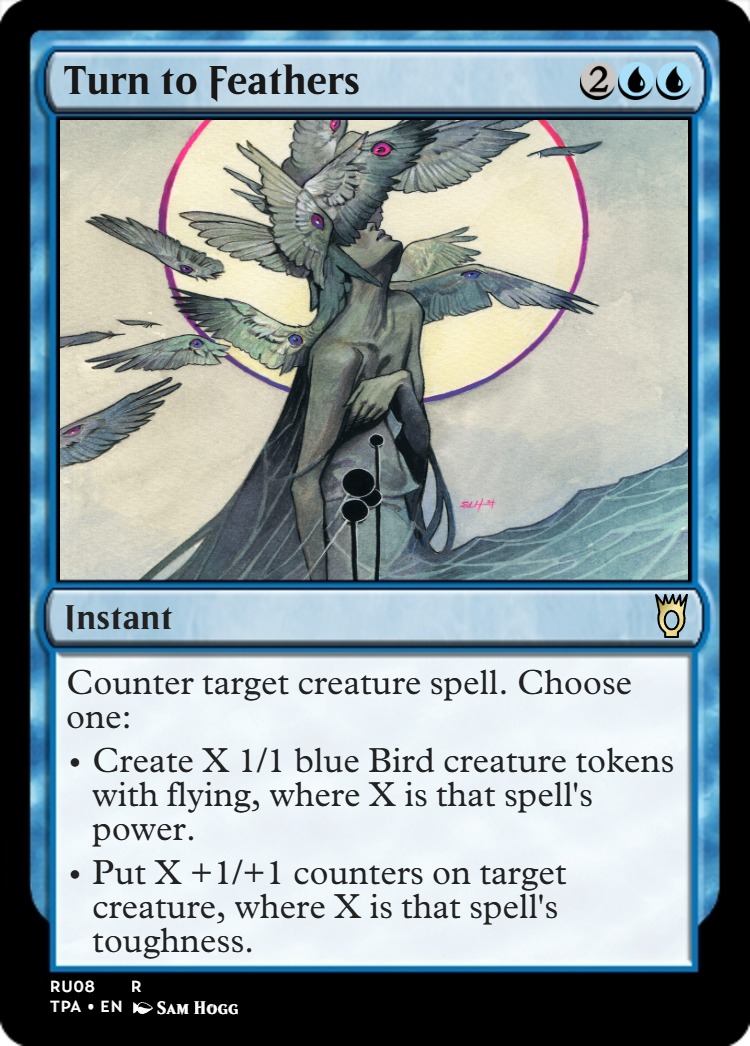 Turn to Feathers 2
Instant
Counter target creature spell. Choose
one:
• Create X 1/1 blue Bird creature tokens
with flying, where X is that spell's
power.
• Put X +1/+1 counters on target
creature, where X is that spell's
toughness.
RU08 R
TPA • EN Sam Hogg